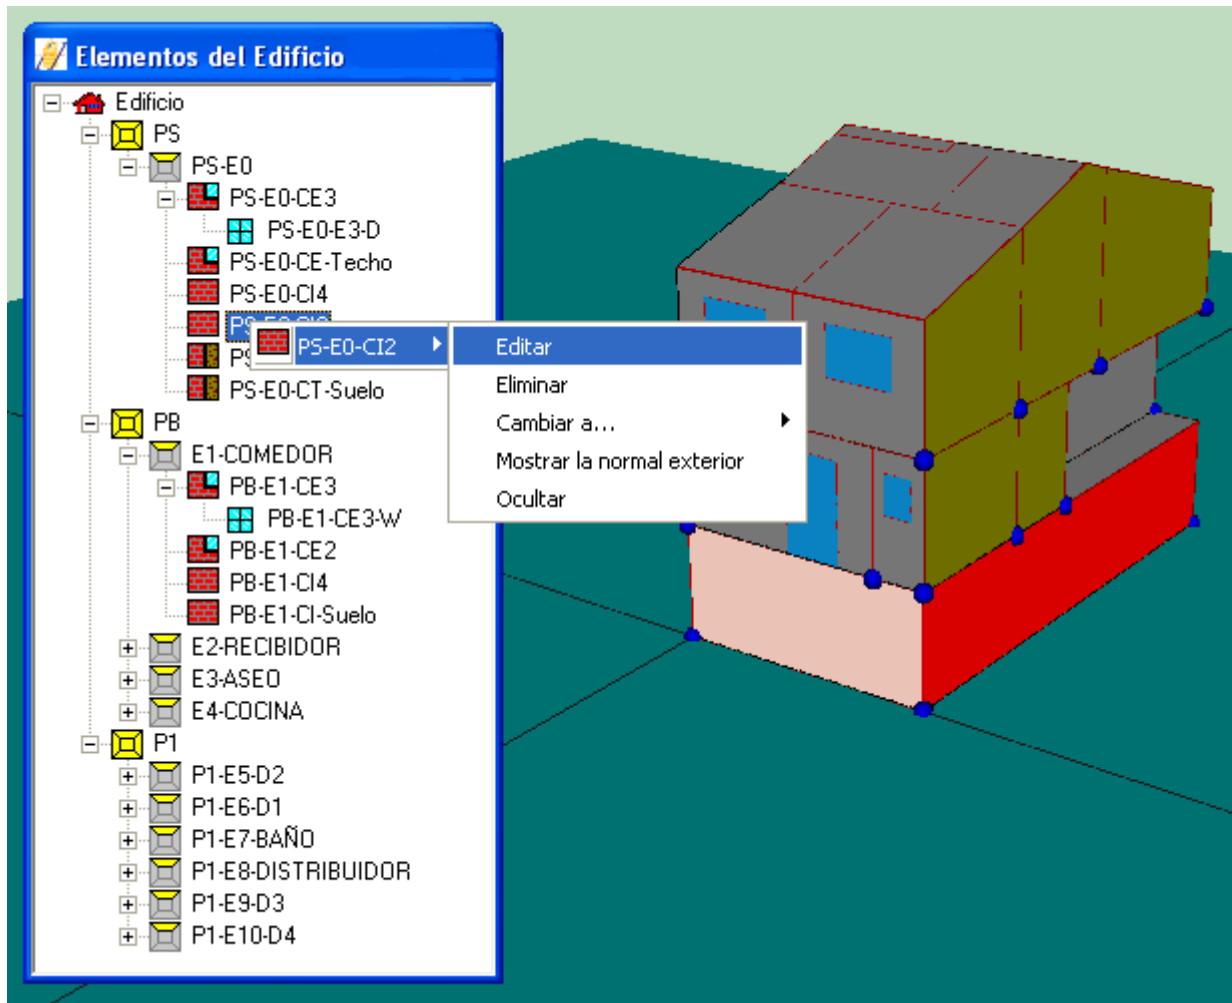 Elementos del Edificio
Edificio
PS
PS-E0
PS-E0-CE3
PS-E0-E3-D
PS-E0-CE-Techo
PS-E0-CI4
PS-E0-CI2
Editar
Eliminar
PS-E0-CT-Suelo
Cambiar a...
PB
E1-COMEDOR
Mostrar la normal exterior
PB-E1-CE3
Ocultar
PB-E1-CE3-W
PB-E1-CE2
PB-E1-CI4
PB-E1-CI-Suelo
E2-RECIBIDOR
E3-ASEO
E4-COCINA
P1
P1-E5-D2
P1-E6-D1
P1-E7-BAÑO
P1-E8-DISTRIBUIDOR
P1-E9-D3
P1-E10-D4